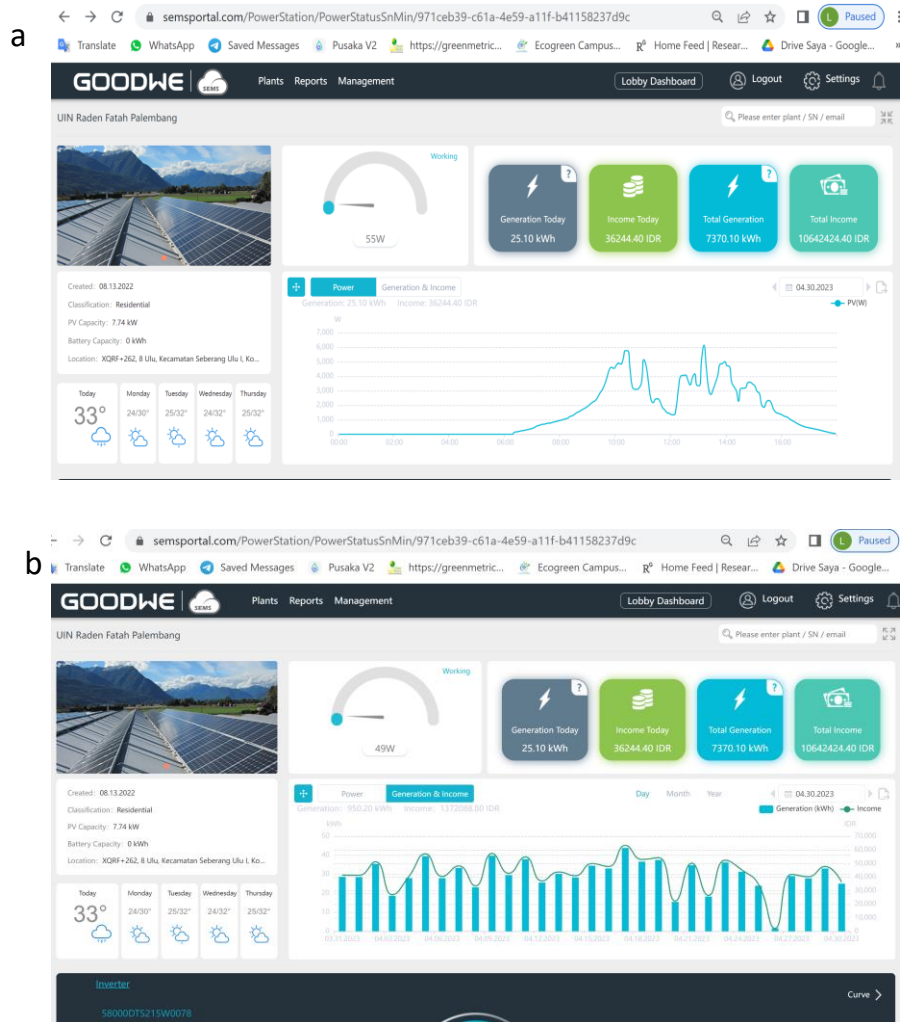 a
semsportal.com/PowerStation/PowerStatusSnMin/971ceb39-c61a-4e59-a11f-b41158237d9c
L Paused
Translate WhatsApp Saved Messages Pusaka V2 https://greenmetric... Ecogreen Campus... R⁶ Home Feed | Resear... Drive Saya - Google...
GOODWE SEMS Plants Reports Management Lobby Dashboard Logout Settings
UIN Raden Fatah Palembang Please enter plant / SN / email
Working
55W
? ?
Generation Today Income Today Total Generation Total Income
25.10 kWh 36244.40 IDR 7370.10 kWh 10642424.40 IDR
Created: 08.13.2022
Classification: Residential
PV Capacity: 7.74 kW
Battery Capacity: 0 kWh
Location: XQRF+262, 8 Ulu, Kecamatan Seberang Ulu I, Ko...
Power Generation & Income 04.30.2023
Generation: 25.10 kWh Income: 36244.40 IDR PV(W)
W
7,000
6,000
5,000
4,000
3,000
2,000
1,000
0
00:00 02:00 04:00 06:00 08:00 10:00 12:00 14:00 16:00
Today Monday Tuesday Wednesday Thursday
33° 24/30° 25/32° 24/32° 25/32°
b
semsportal.com/PowerStation/PowerStatusSnMin/971ceb39-c61a-4e59-a11f-b41158237d9c
L Paused
Translate WhatsApp Saved Messages Pusaka V2 https://greenmetric... Ecogreen Campus... R⁶ Home Feed | Resear... Drive Saya - Google...
GOODWE SEMS Plants Reports Management Lobby Dashboard Logout Settings
UIN Raden Fatah Palembang Please enter plant / SN / email
Working
49W
? ?
Generation Today Income Today Total Generation Total Income
25.10 kWh 36244.40 IDR 7370.10 kWh 10642424.40 IDR
Created: 08.13.2022
Classification: Residential
PV Capacity: 7.74 kW
Battery Capacity: 0 kWh
Location: XQRF+262, 8 Ulu, Kecamatan Seberang Ulu I, Ko...
Power Generation & Income Day Month Year 04.30.2023
Generation: 950.20 kWh Income: 1372088.80 IDR Generation (kWh) Income
kWh IDR
50 70,000
60,000
40 50,000
30 40,000
30,000
20 20,000
10 10,000
0 0
03.31.2023 04.03.2023 04.06.2023 04.09.2023 04.12.2023 04.15.2023 04.18.2023 04.21.2023 04.24.2023 04.27.2023 04.30.2023
Today Monday Tuesday Wednesday Thursday
33° 24/30° 25/32° 24/32° 25/32°
Inverter
Curve
58000DTS215W0078